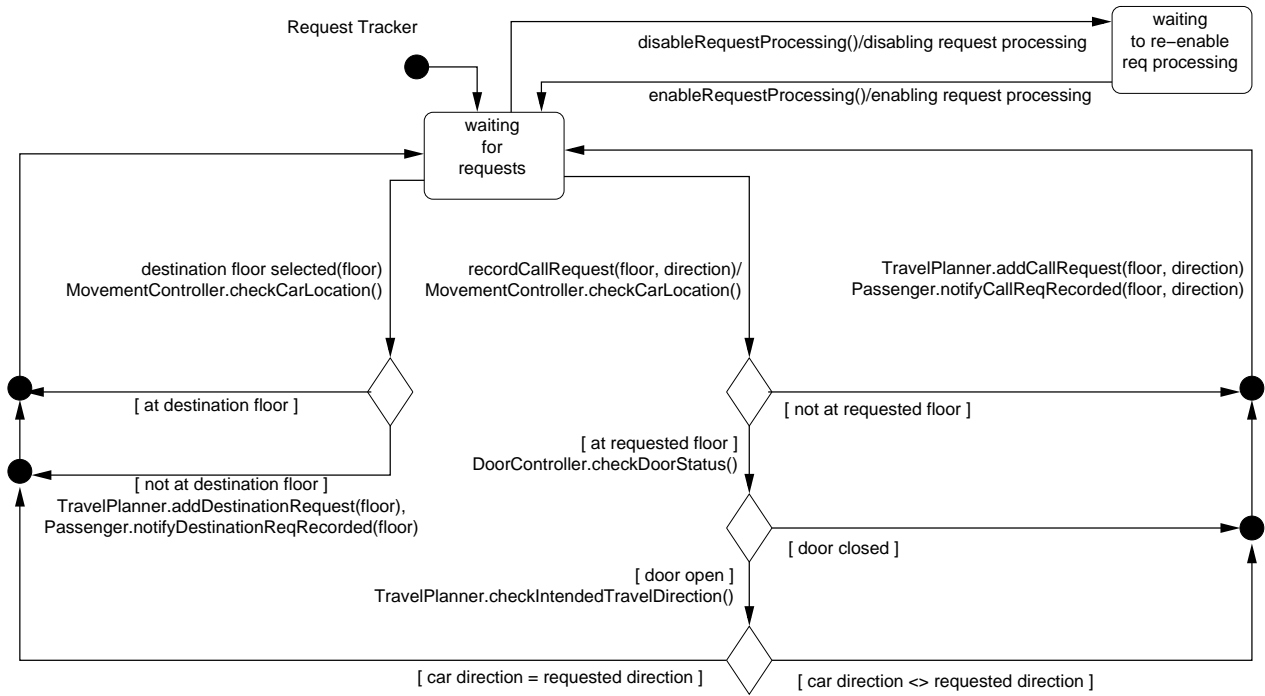 Request Tracker
waiting
to re−enable
req processing
disableRequestProcessing()/disabling request processing
enableRequestProcessing()/enabling request processing
waiting
for
requests
destination floor selected(floor)
MovementController.checkCarLocation()
recordCallRequest(floor, direction)/
MovementController.checkCarLocation()
TravelPlanner.addCallRequest(floor, direction)
Passenger.notifyCallReqRecorded(floor, direction)
[ at destination floor ]
[ not at requested floor ]
[ at requested floor ]
DoorController.checkDoorStatus()
[ not at destination floor ]
TravelPlanner.addDestinationRequest(floor),
Passenger.notifyDestinationReqRecorded(floor)
[ door closed ]
[ door open ]
TravelPlanner.checkIntendedTravelDirection()
[ car direction = requested direction ]
[ car direction <> requested direction ]